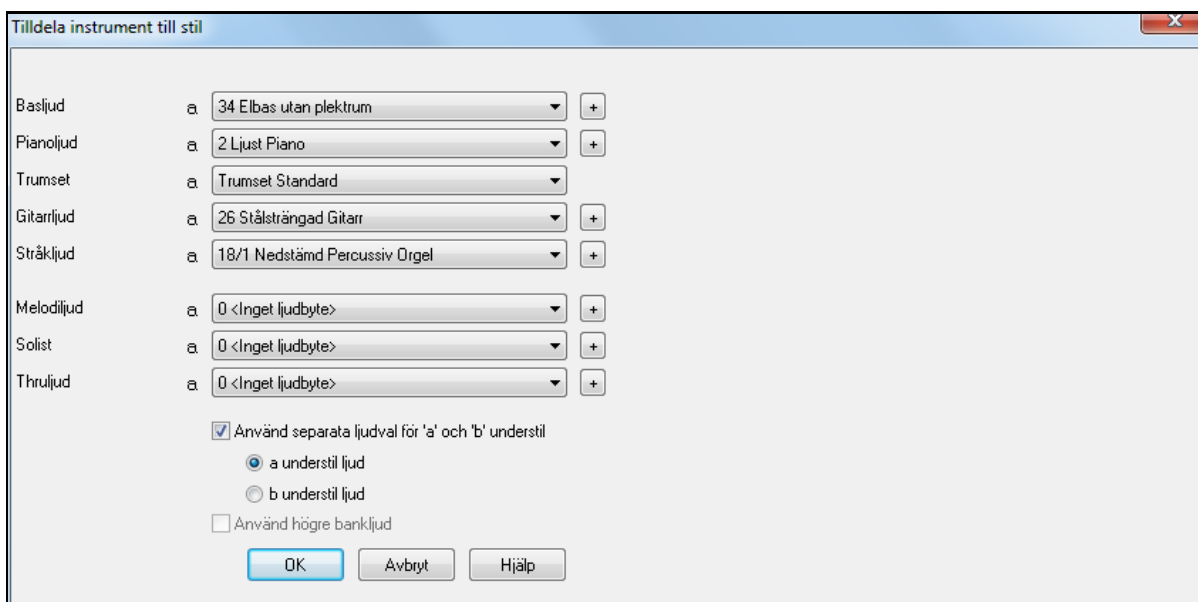 Tilldela instrument till stil
Basljud a 34 Elbas utan plektrum +
Pianoljud a 2 Ljust Piano +
Trumset a Trumset Standard
Gitarrljud a 26 Stålsträngad Gitarr +
Stråkljud a 18/1 Nedstämd Percussiv Orgel +
Melodiljud a 0 <Inget ljudbyte> +
Solist a 0 <Inget ljudbyte> +
Thruljud a 0 <Inget ljudbyte> +
Använd separata ljudval för 'a' och 'b' understil
a understil ljud
b understil ljud
Använd högre bankljud
OK Avbryt Hjälp